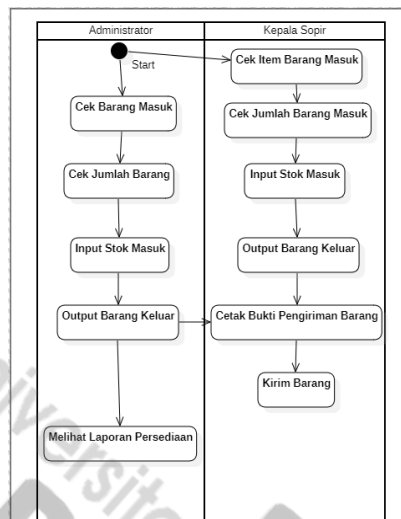 Administrator
Kepala Sopir
Start
Cek Item Barang Masuk
Cek Barang Masuk
Cek Jumlah Barang Masuk
Cek Jumlah Barang
Input Stok Masuk
Input Stok Masuk
Output Barang Keluar
Output Barang Keluar
Cetak Bukti Pengiriman Barang
Kirim Barang
Melihat Laporan Persediaan